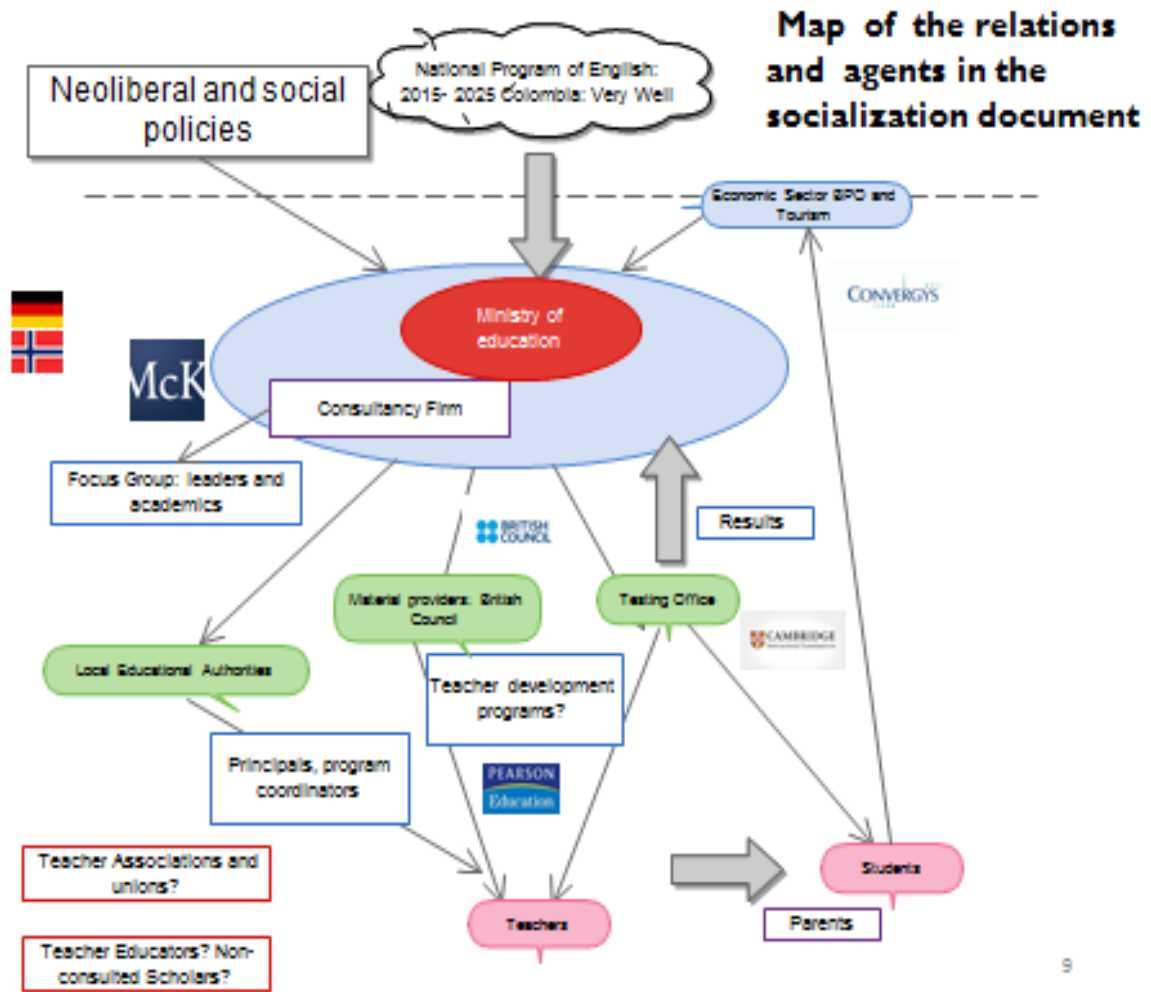 Map of the relations
and agents in the
socialization document
National Program of English:
2015- 2025 Colombia: Very Well
Neoliberal and social
policies
Economic Sector BPO and
Tourism
CONVERGYS
Ministry of
education
McK
Consultancy Firm
Focus Group: leaders and
academics
BRITISH
COUNCIL
Results
Material providers: British
Council
Testing Office
CAMBRIDGE
Local Educational Authorities
Teacher development
programs?
Principals, program
coordinators
PEARSON
Education
Teacher Associations and
unions?
Students
Teachers
Parents
Teacher Educators? Non-
consulted Scholars?
9